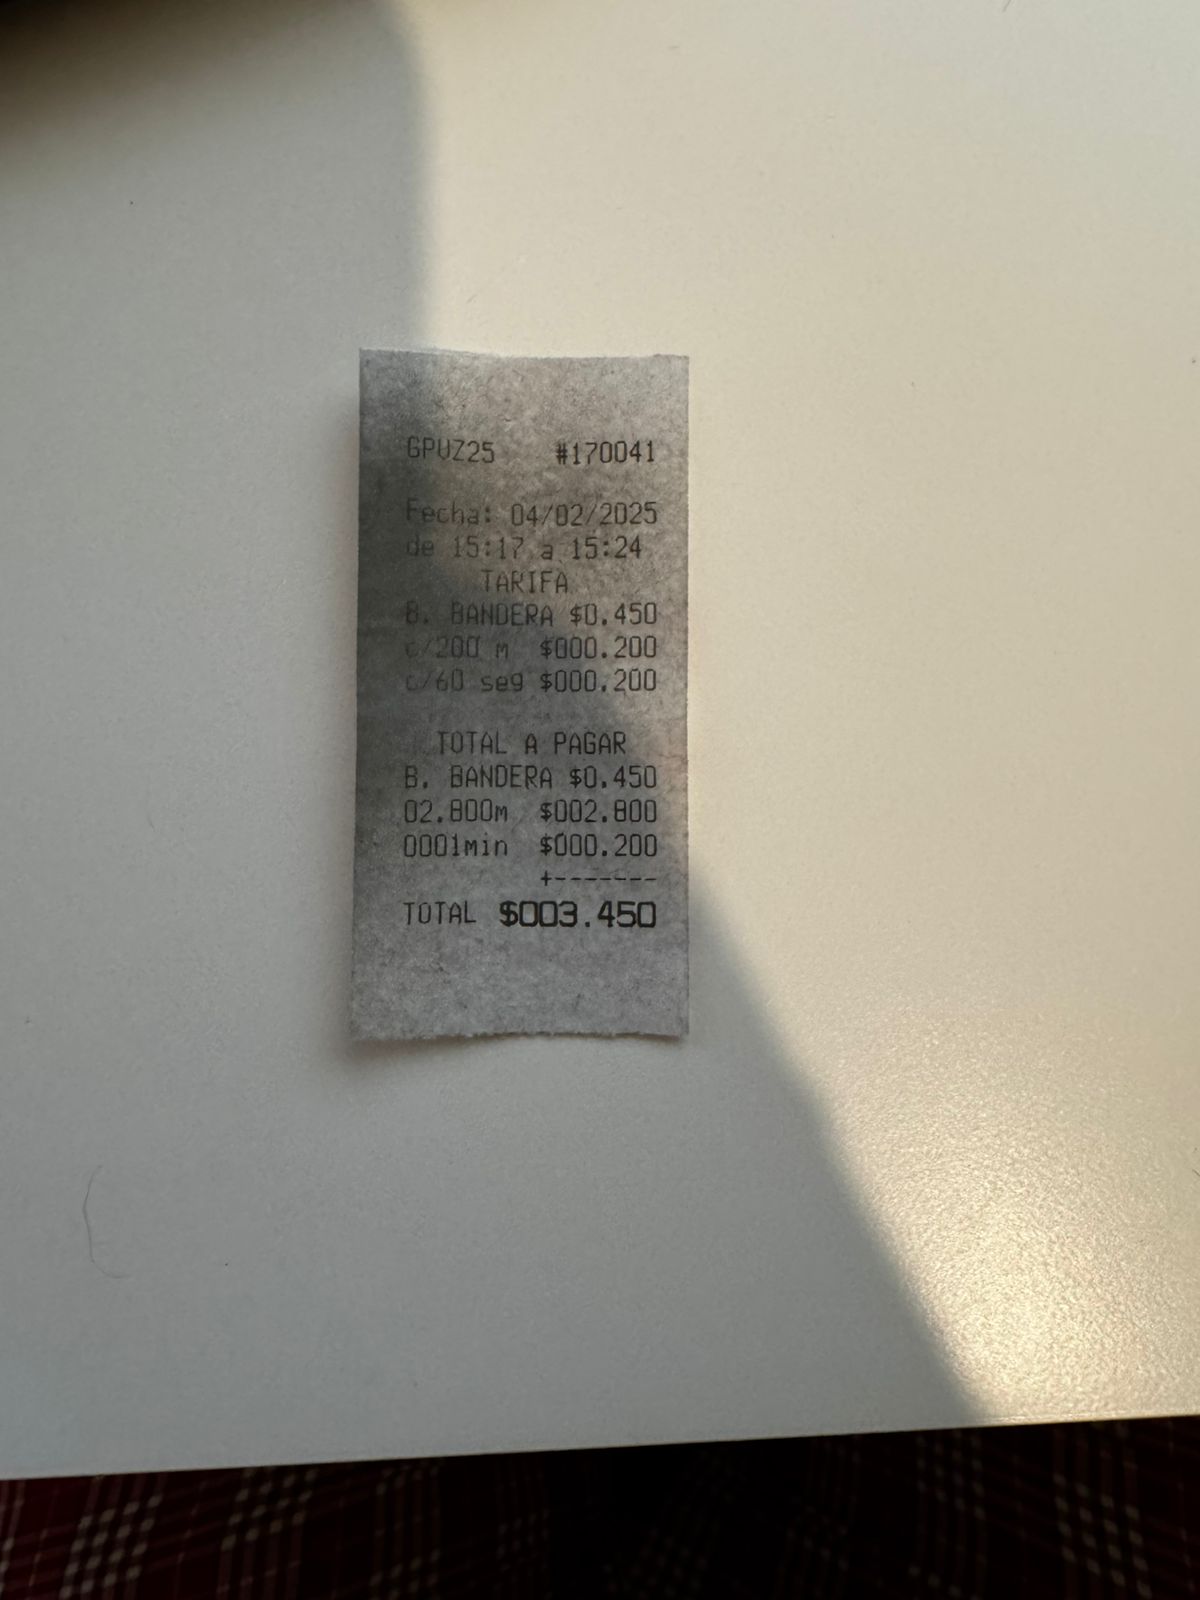 GPUZ25 #170041
Fecha: 04/02/2025
de 15:17 a 15:24
TARIFA
B. BANDERA $0.450
c/200 m $000.200
c/60 seg $000.200
TOTAL A PAGAR
B. BANDERA $0.450
02.800m $002.800
0001min $000.200
+-------
TOTAL $003.450